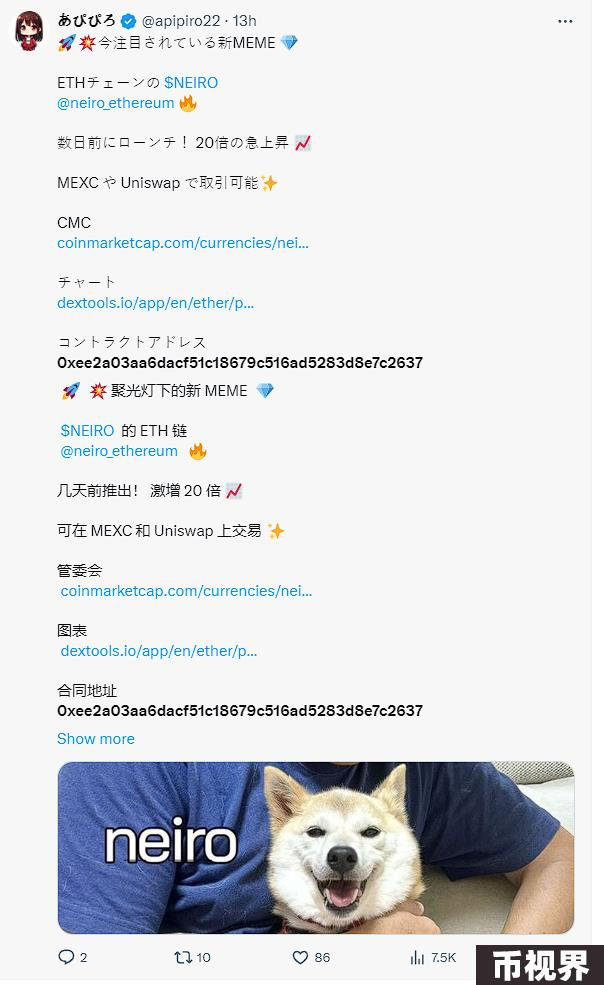 あぴぴろ @apipiro22 · 13h
🚀💥今注目されている新MEME 💎
ETHチェーンの $NEIRO
@neiro_ethereum 🔥
数日前にローンチ！ 20倍の急上昇 📈
MEXC や Uniswap で取引可能✨
CMC
coinmarketcap.com/currencies/nei...
チャート
dextools.io/app/en/ether/p...
コントラクトアドレス
0xee2a03aa6dacf51c18679c516ad5283d8e7c2637
🚀 💥 聚光灯下的新 MEME 💎
$NEIRO 的 ETH 链
@neiro_ethereum 🔥
几天前推出！ 激增 20 倍 📈
可在 MEXC 和 Uniswap 上交易 ✨
管委会
coinmarketcap.com/currencies/nei...
图表
dextools.io/app/en/ether/p...
合同地址
0xee2a03aa6dacf51c18679c516ad5283d8e7c2637
Show more
neiro
2 10 86 7.5K
币视界